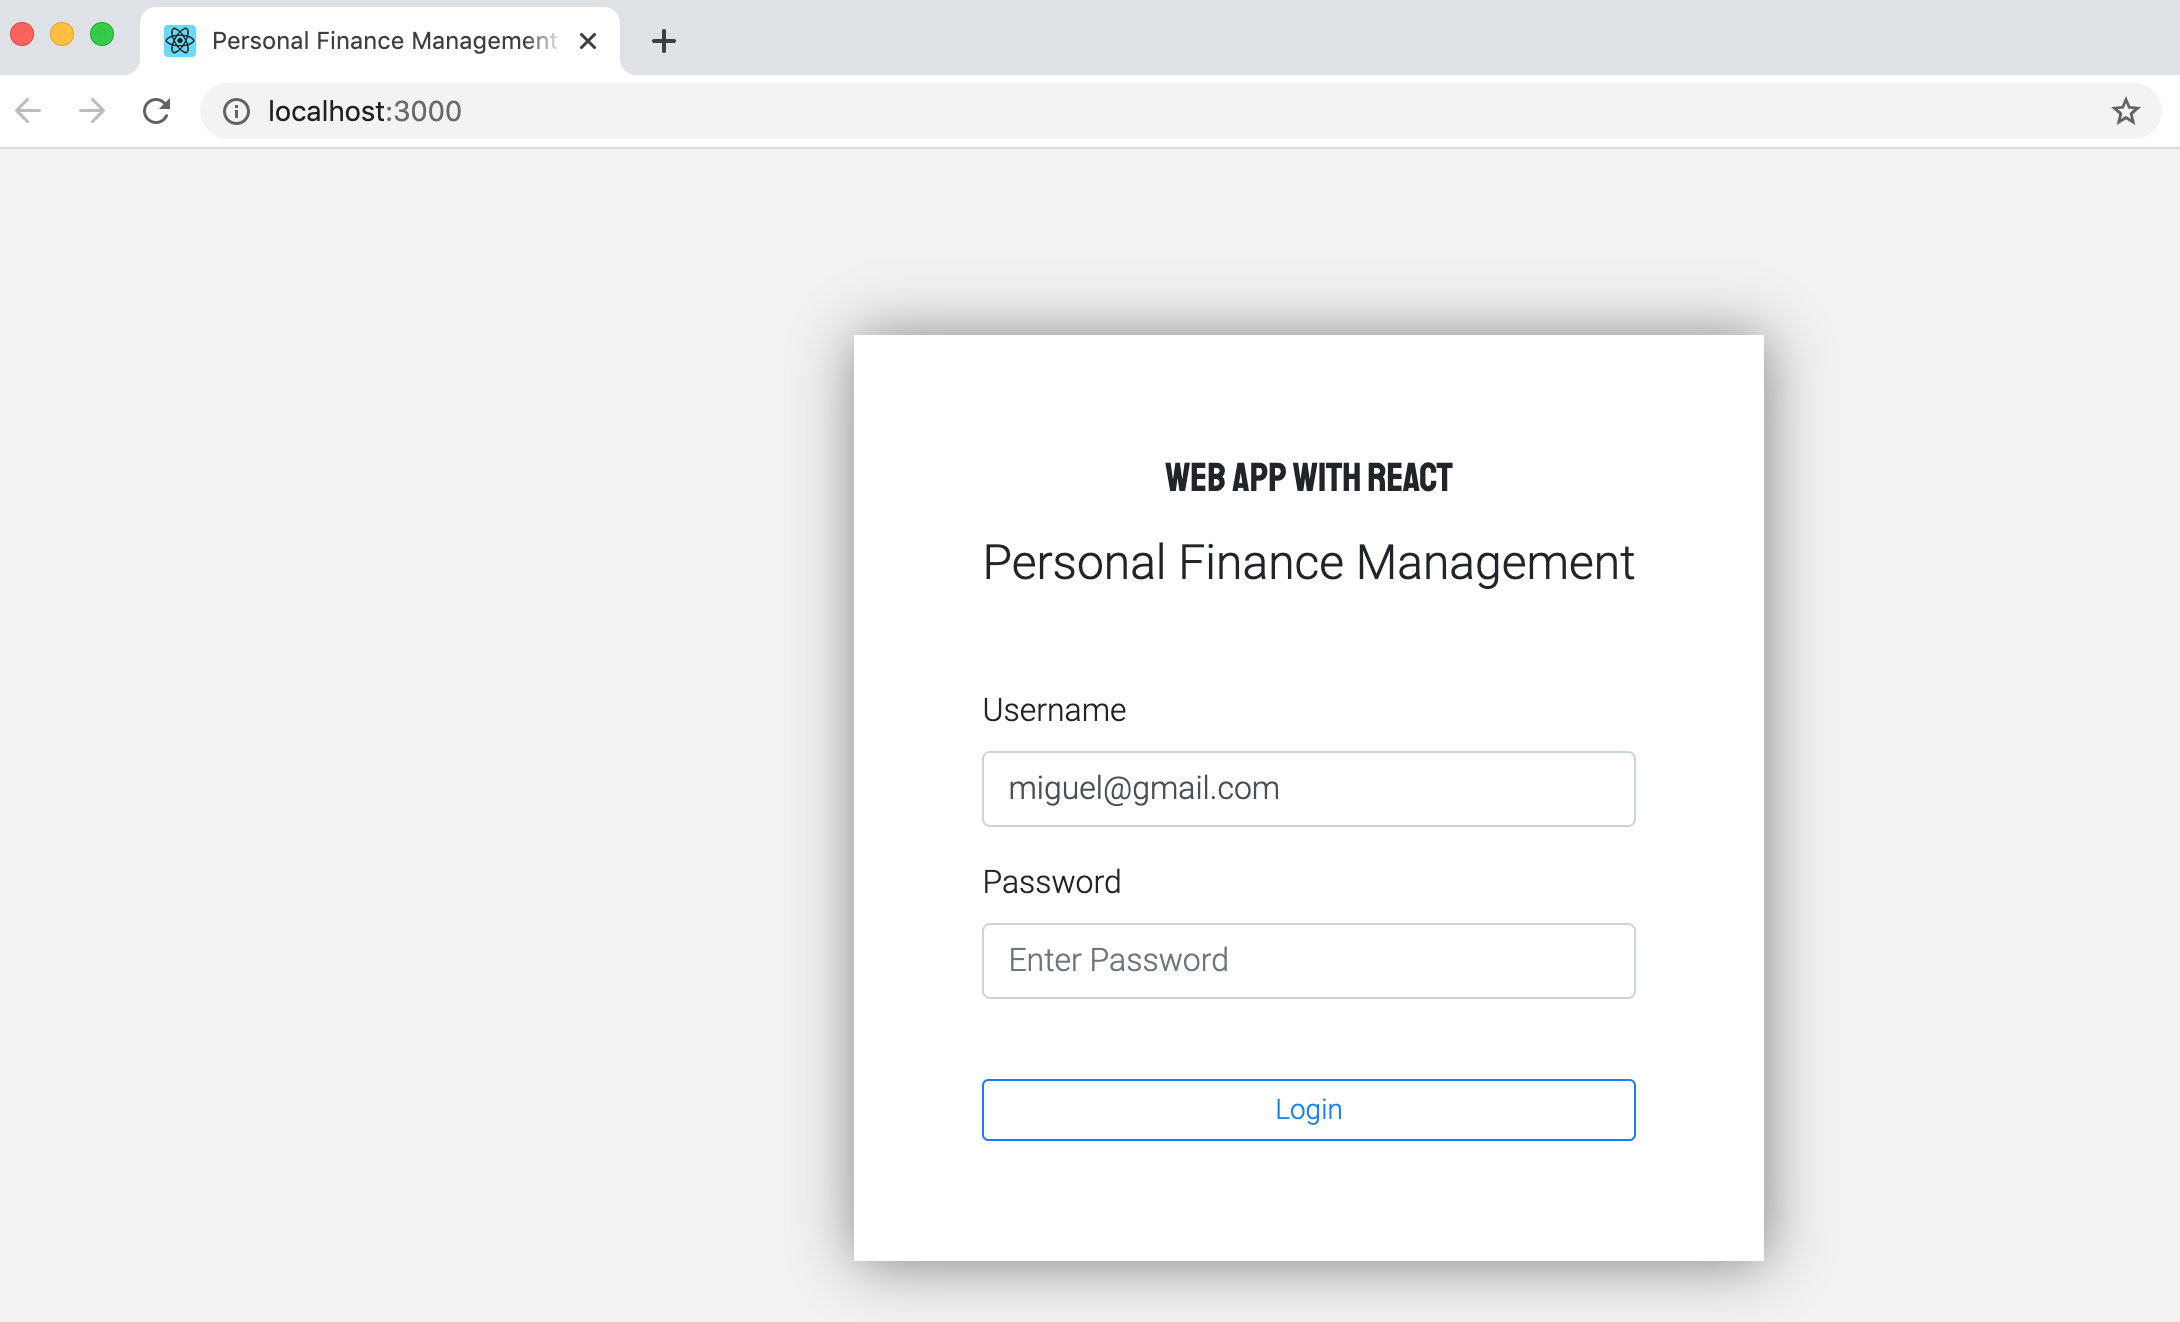 Personal Finance Management
localhost:3000
WEB APP WITH REACT
Personal Finance Management
Username
miguel@gmail.com
Password
Enter Password
Login